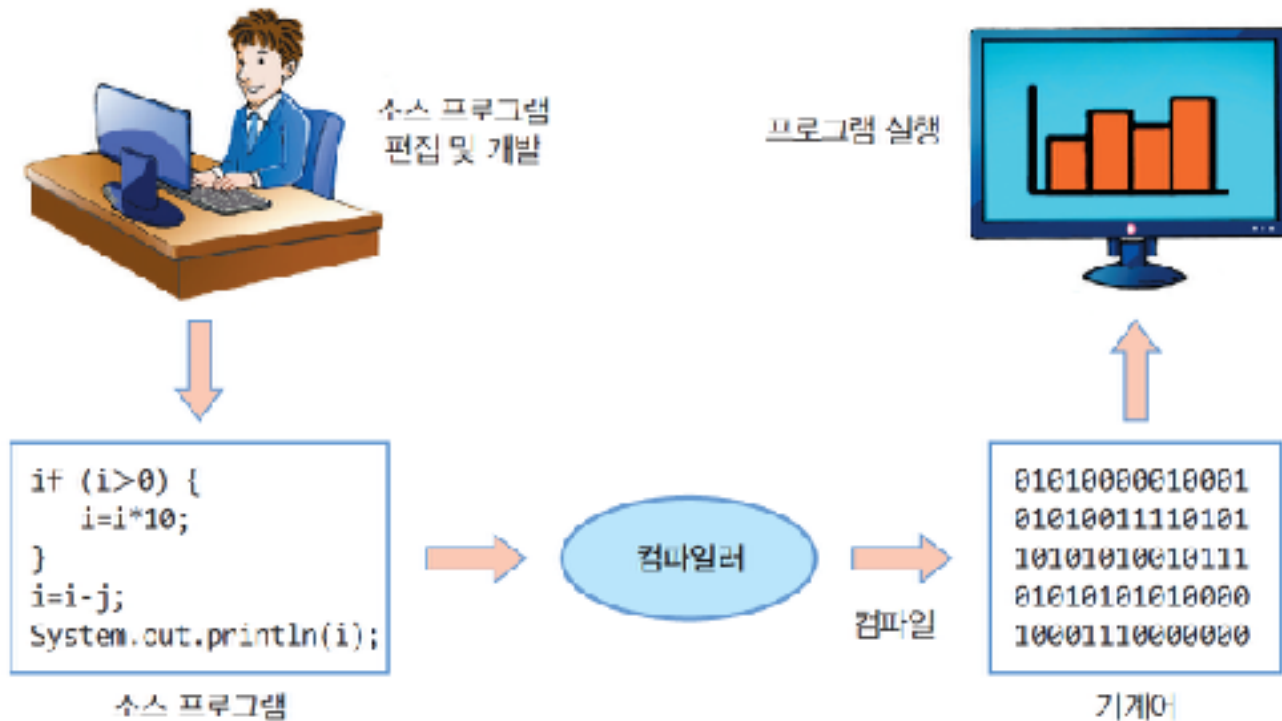 소스 프로그램
편집 및 개발
프로그램 실행
if (i>0) {
i=i*10;
}
i=i-j;
System.out.println(i);
소스 프로그램
컴파일러
컴파일
01010000010001
01010011110101
10101010010111
01010101010000
10001110000000
기계어